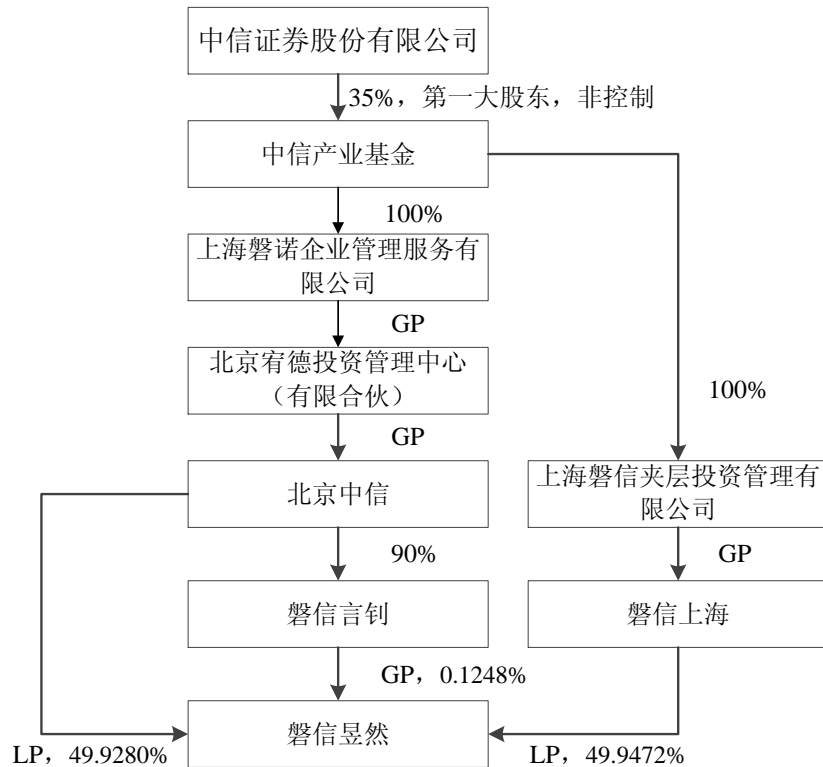 中信证券股份有限公司
35%，第一大股东，非控制
中信产业基金
100%
上海磐诺企业管理服务有
限公司
GP
北京宥德投资管理中心
（有限合伙）
100%
GP
北京中信
上海磐信夹层投资管理有
限公司
90%
GP
磐信言钊
磐信上海
GP，0.1248%
磐信昱然
LP，49.9280%
LP，49.9472%